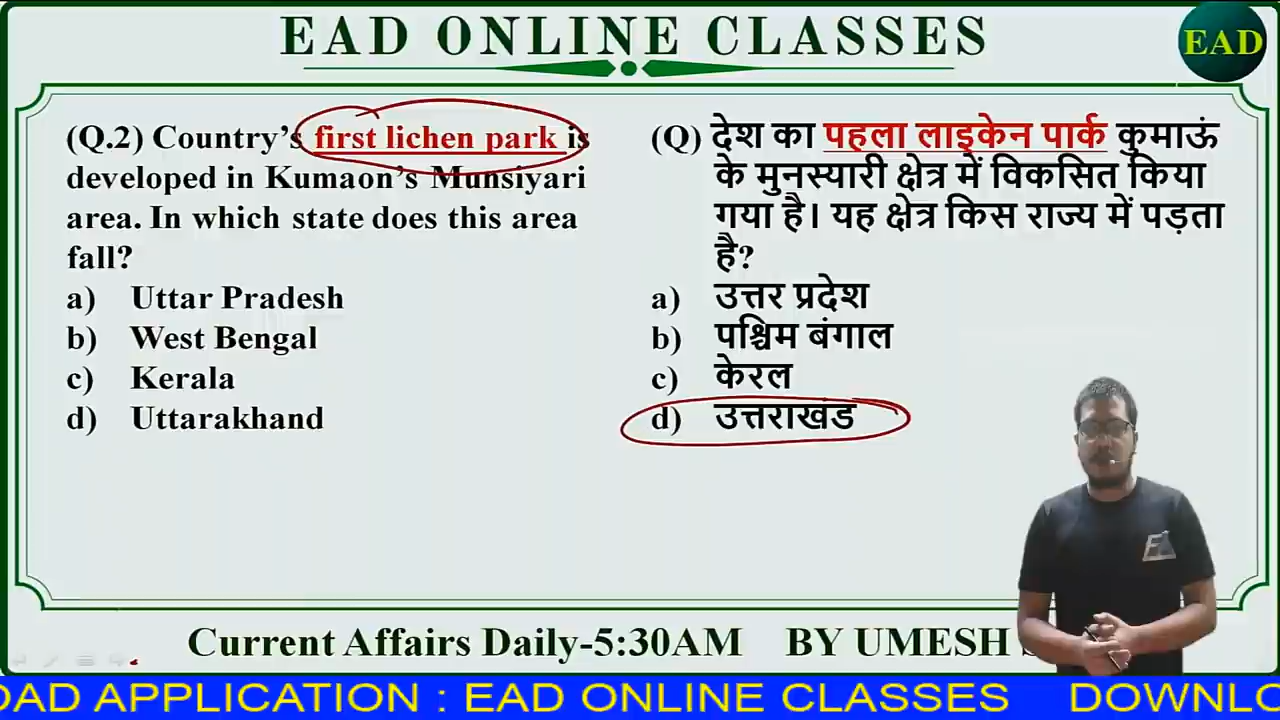 EAD ONLINE CLASSES
EAD
(Q.2) Country's first lichen park is
developed in Kumaon's Munsiyari
area. In which state does this area
fall?
a) Uttar Pradesh
b) West Bengal
c) Kerala
d) Uttarakhand
(Q) देश का पहला लाइकेन पार्क कुमाऊं
के मुनस्यारी क्षेत्र में विकसित किया
गया है। यह क्षेत्र किस राज्य में पड़ता
है?
a) उत्तर प्रदेश
b) पश्चिम बंगाल
c) केरल
d) उत्तराखंड
Current Affairs Daily-5:30AM BY UMESH
OAD APPLICATION : EAD ONLINE CLASSES DOWNLO